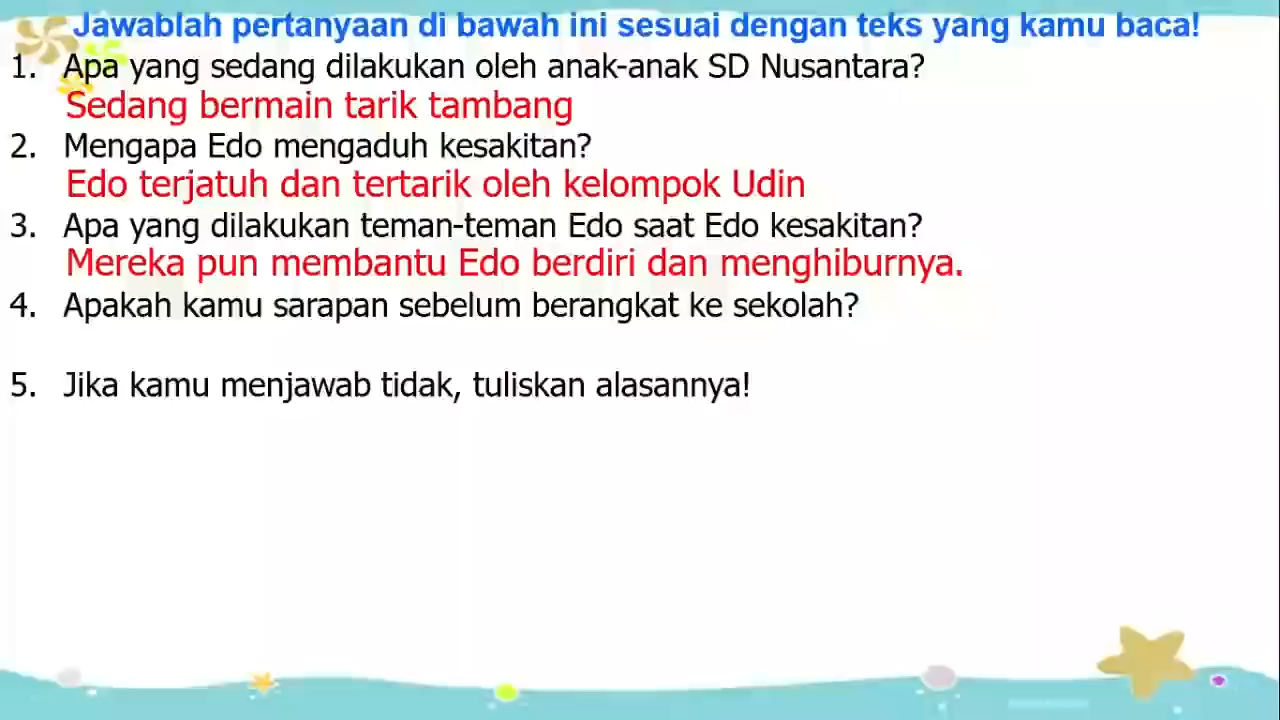 Jawablah pertanyaan di bawah ini sesuai dengan teks yang kamu baca!
1. Apa yang sedang dilakukan oleh anak-anak SD Nusantara?
Sedang bermain tarik tambang
2. Mengapa Edo mengaduh kesakitan?
Edo terjatuh dan tertarik oleh kelompok Udin
3. Apa yang dilakukan teman-teman Edo saat Edo kesakitan?
Mereka pun membantu Edo berdiri dan menghiburnya.
4. Apakah kamu sarapan sebelum berangkat ke sekolah?
5. Jika kamu menjawab tidak, tuliskan alasannya!